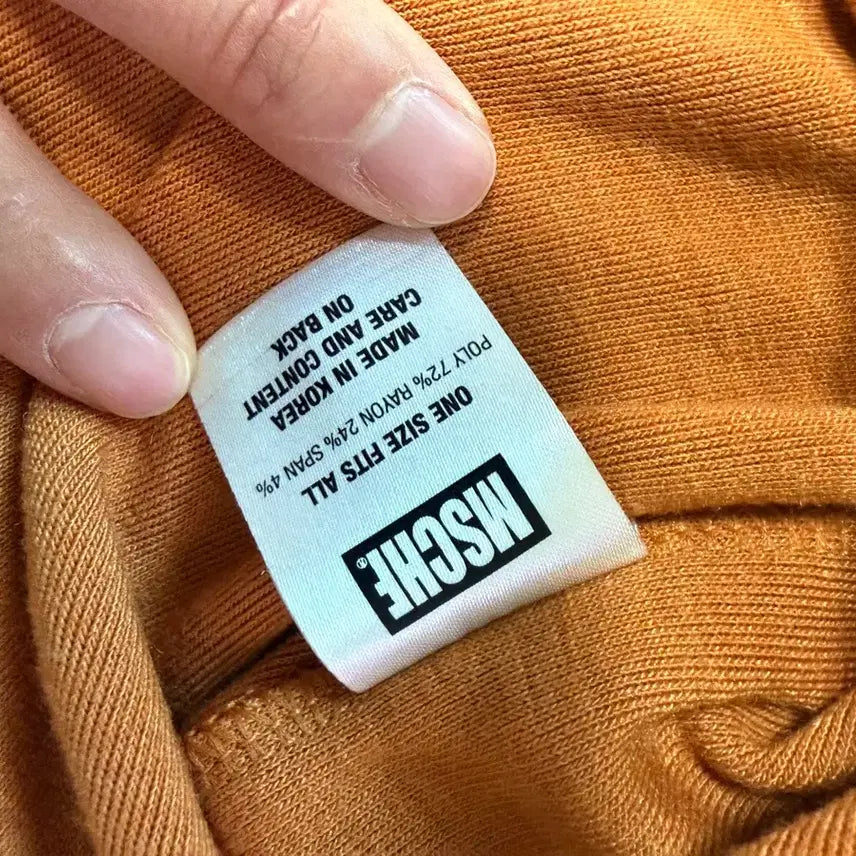 MSCHF®
ONE SIZE FITS ALL
POLY 72% RAYON 24% SPAN 4%
MADE IN KOREA
CARE AND CONTENT
ON BACK